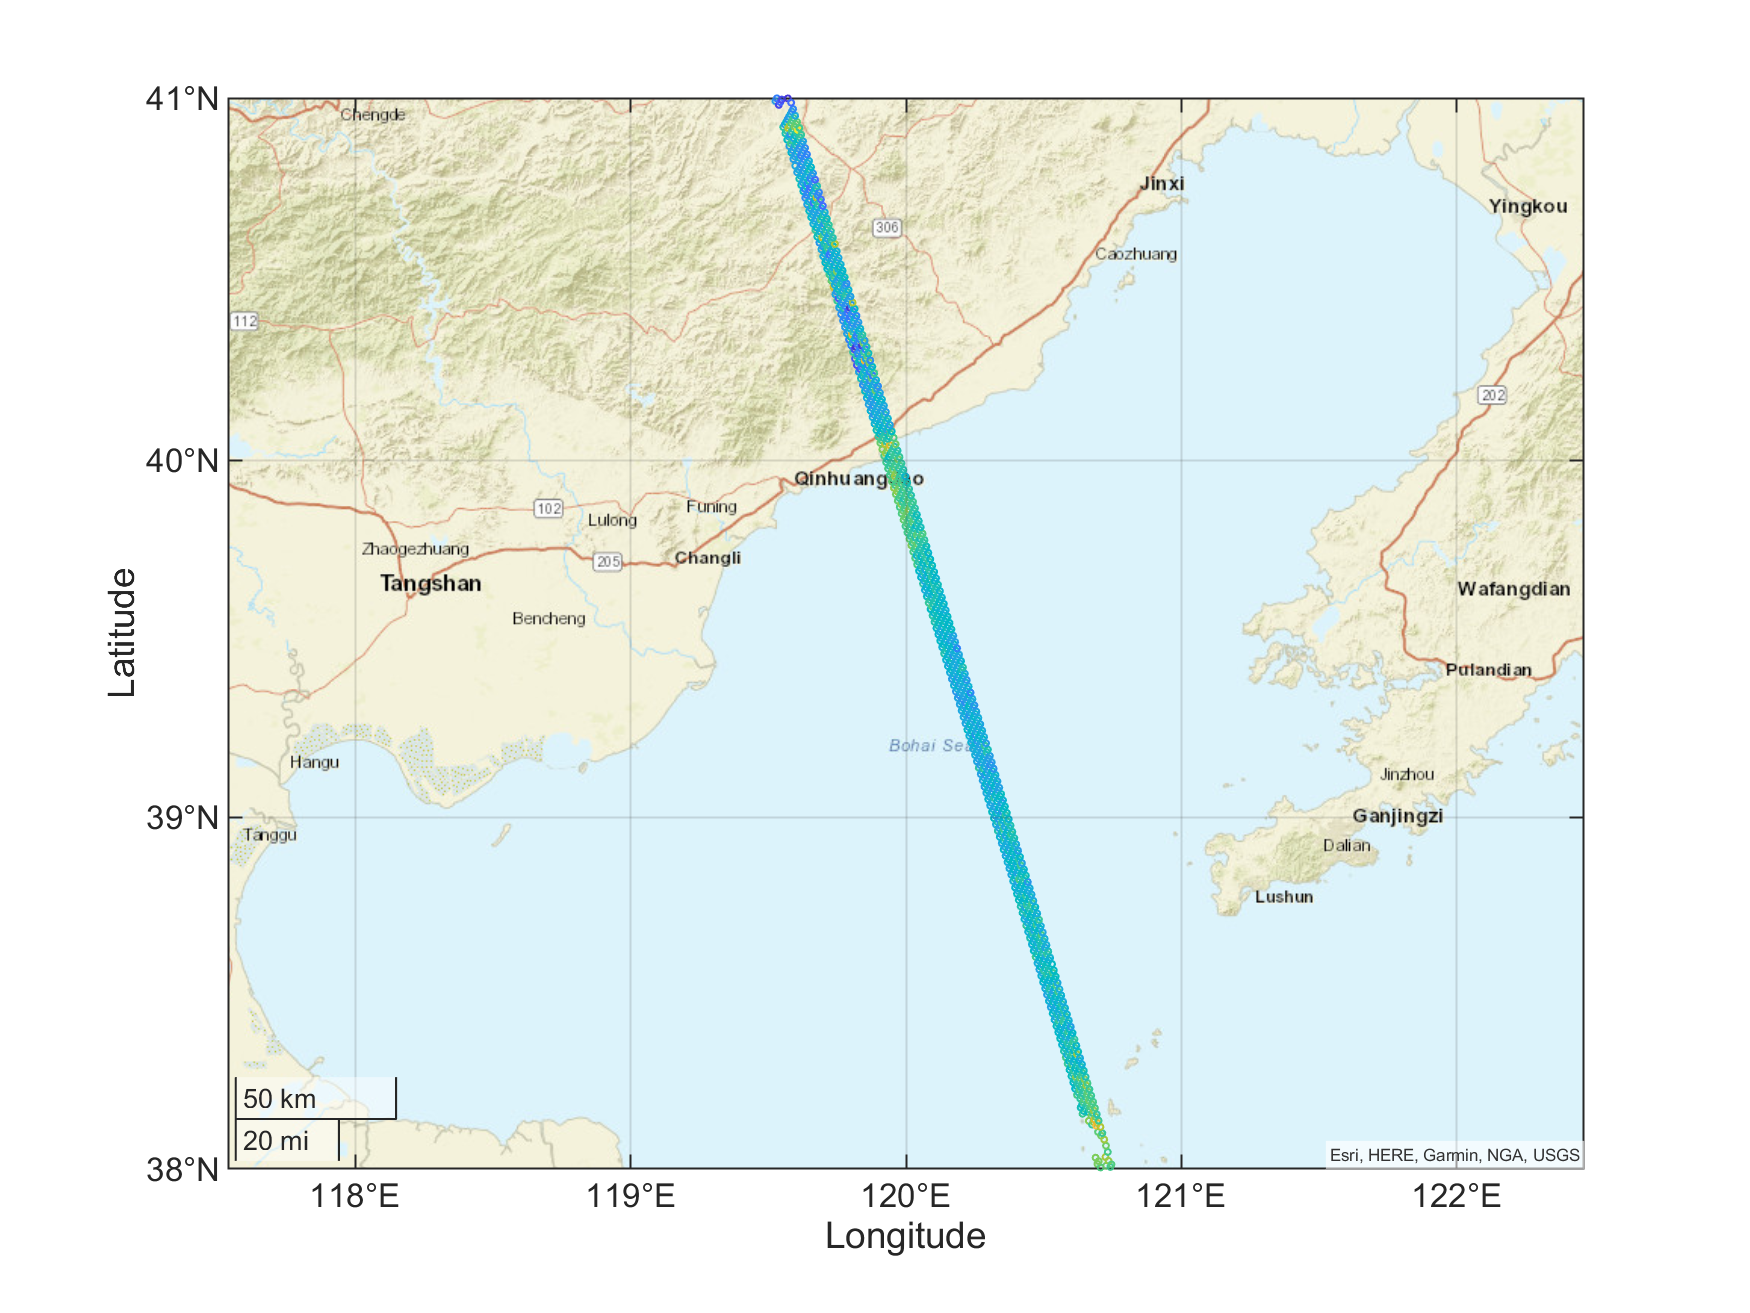 41°N
Chengde
Jinxi
Yingkou
306
Caozhuang
112
202
40°N
Qinhuang
o
102
Lulong
Funing
Zhaogezhuang
205
Changli
Tangshan
Wafangdian
Bencheng
Pulandian
Bohai Se
Hangu
Jinzhou
39°N
Ganjingzi
Tanggu
Dalian
Lushun
Latitude
50 km
20 mi
Esri, HERE, Garmin, NGA, USGS
38°N
118°E
119°E
120°E
121°E
122°E
Longitude